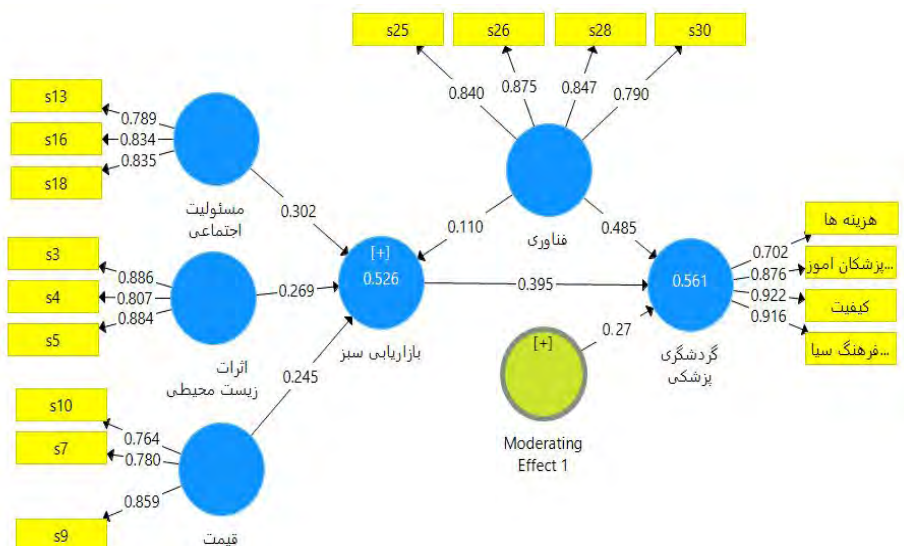 s25
s26
s28
s30
0.840
0.875
0.847
0.790
s13
s16
s18
0.789
0.834
0.835
مسئولیت
اجتماعی
0.302
فناوری
0.110
0.485
s3
s4
s5
0.886
0.807
0.884
اثرات
زیست محیطی
0.269
[+]
0.526
بازاریابی سبز
0.395
0.561
گردشگری
پزشکی
هزینه ها
پزشکان اموز...
کیفیت
فرهنگ سیا...
0.702
0.876
0.922
0.916
[+]
0.27
Moderating
Effect 1
s10
s7
s9
0.764
0.780
0.859
قیمت
0.245